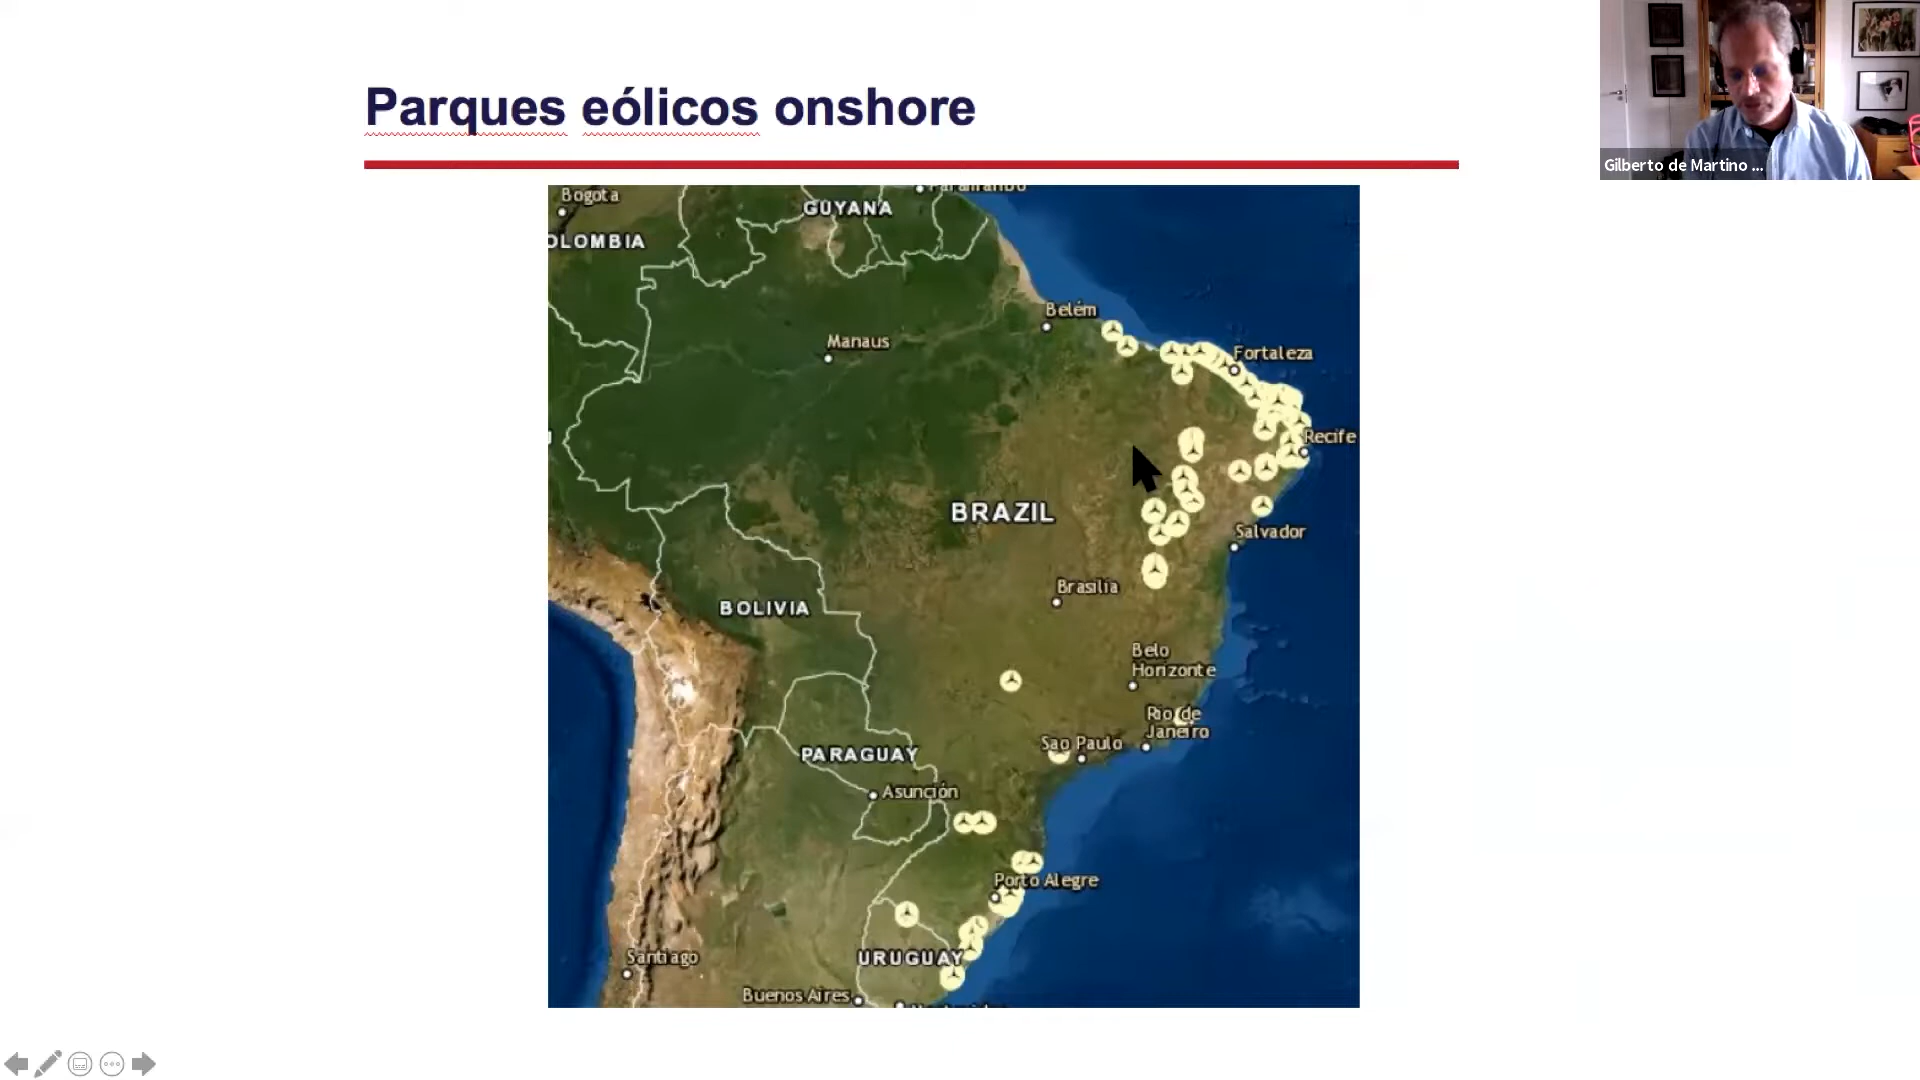 Parques eólicos onshore
Gilberto de Martino ...
Bogota
Paramaribo
GUYANA
OLOMBIA
Belém
Manaus
Fortaleza
Recife
BRAZIL
Salvador
Brasilia
BOLIVIA
Belo
Horizonte
Rio de
Janeiro
Sao Paulo
PARAGUAY
Asunción
Porto Alegre
Santiago
URUGUAY
Buenos Aires